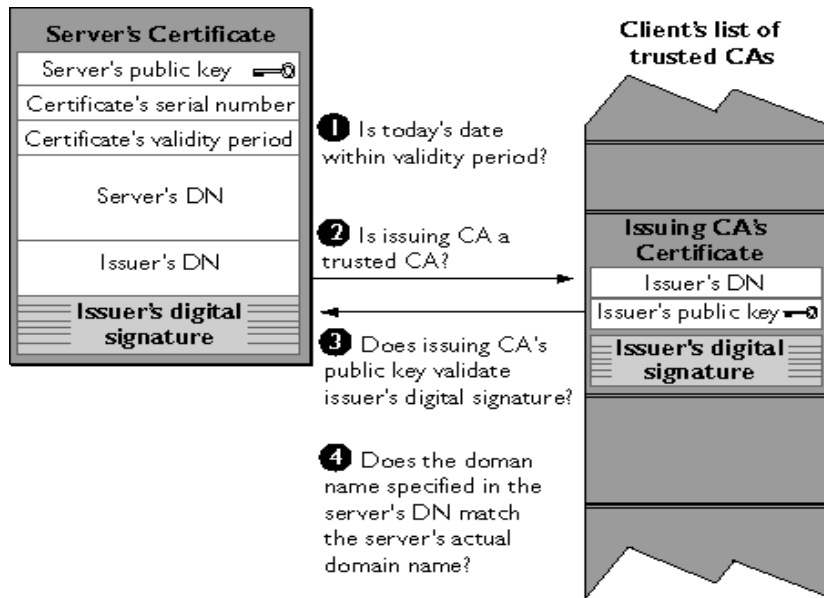 Server's Certificate
Server's public key
Certificate's serial number
Certificate's validity period
Server's DN
Issuer's DN
Issuer's digital
signature
1 Is today's date
within validity period?
2 Is issuing CA a
trusted CA?
3 Does issuing CA's
public key validate
issuer's digital signature?
4 Does the doman
name specified in the
server's DN match
the server's actual
domain name?
Client's list of
trusted CAs
Issuing CA's
Certificate
Issuer's DN
Issuer's public key
Issuer's digital
signature